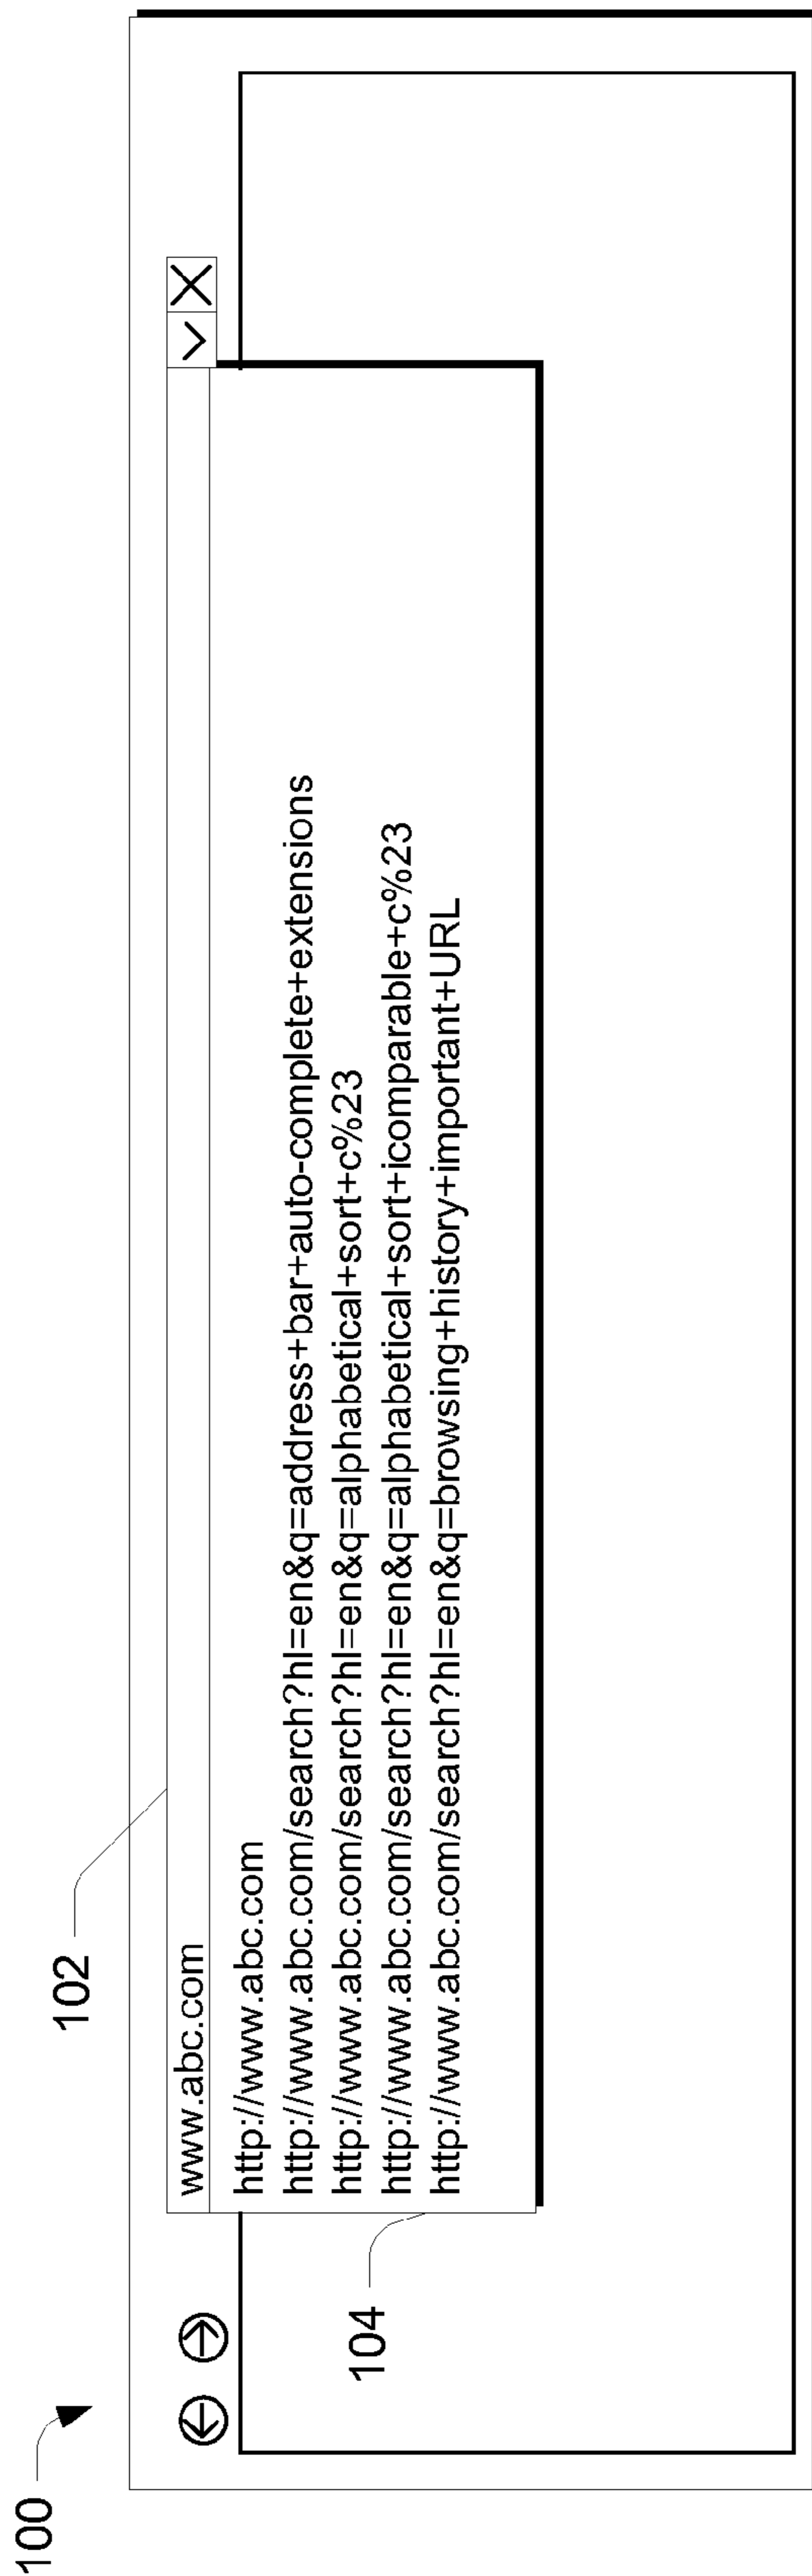 100
102
www.abc.com
http://www.abc.com
http://www.abc.com/search?hl=en&q=address+bar+auto-complete+extensions
http://www.abc.com/search?hl=en&q=alphabetical+sort+c%23
http://www.abc.com/search?hl=en&q=alphabetical+sort+icomparable+c%23
http://www.abc.com/search?hl=en&q=browsing+history+important+URL
104